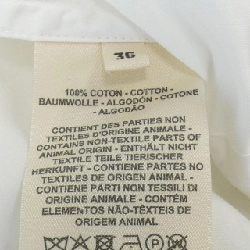 36
100% COTON - COTTON -
BAUMWOLLE - ALGODÓN - COTONE
- ALGODÃO
CONTIENT DES PARTIES NON
TEXTILES D'ORIGINE ANIMALE -
CONTAINS NON-TEXTILE PARTS OF
ANIMAL ORIGIN - ENTHÄLT NICHT
TEXTILE TEILE TIERISCHER
HERKUNFT - CONTIENE PARTES NO
TEXTILES DE ORIGEN ANIMAL -
CONTIENE PARTI NON TESSILI DI
ORIGINE ANIMALE - CONTÉM
ELEMENTOS NÃO-TÊXTEIS DE
ORIGEM ANIMAL